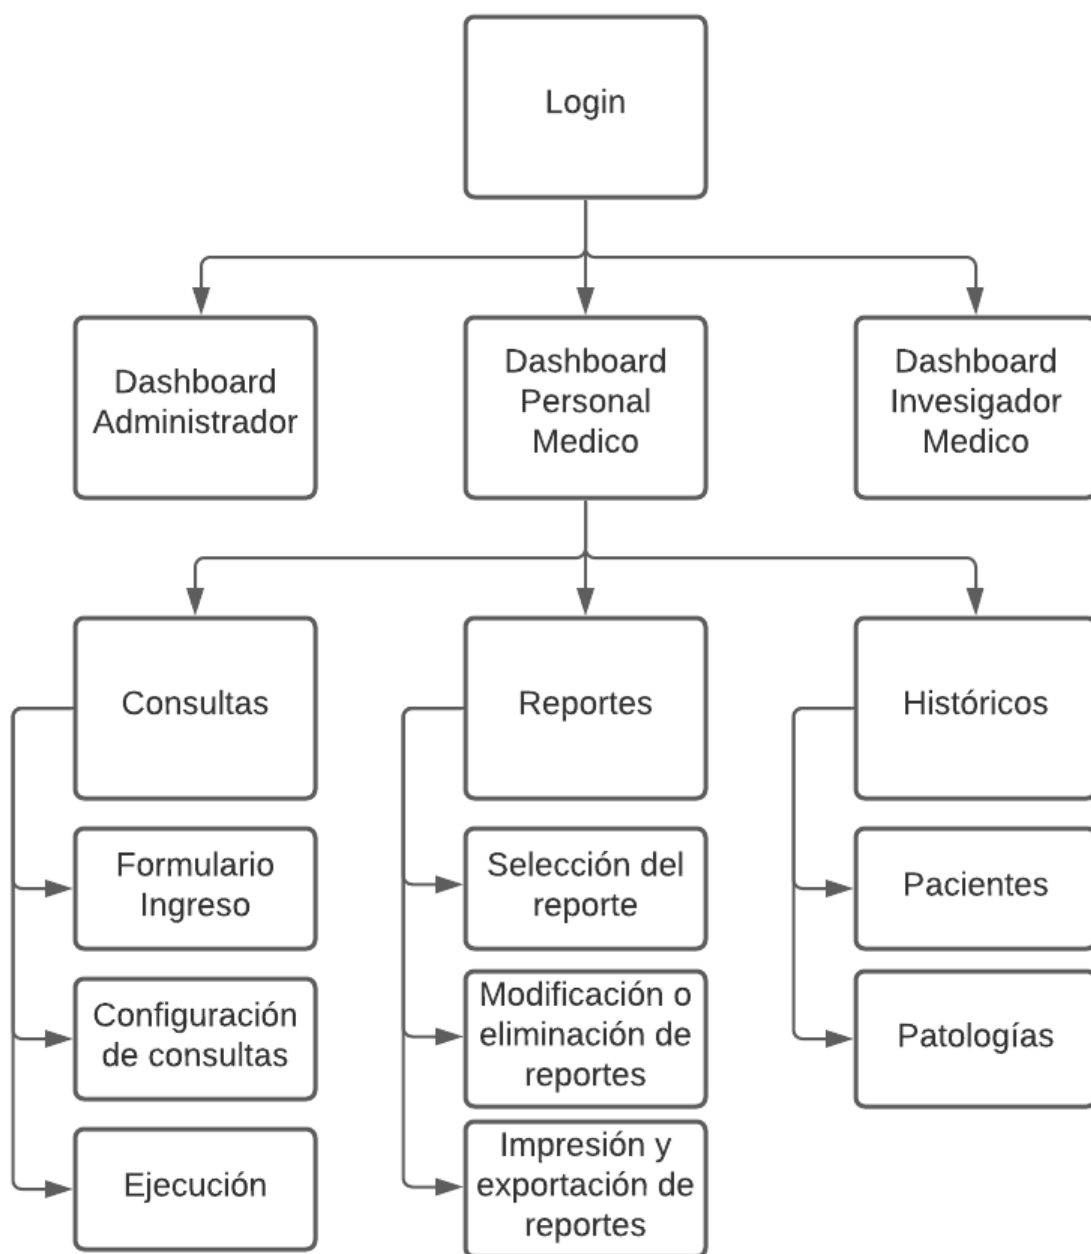 Login
Dashboard
Administrador
Dashboard
Personal
Medico
Dashboard
Invesigador
Medico
Consultas
Reportes
Históricos
Formulario
Ingreso
Selección del
reporte
Pacientes
Configuración
de consultas
Modificación o
eliminación de
reportes
Patologías
Ejecución
Impresión y
exportación de
reportes